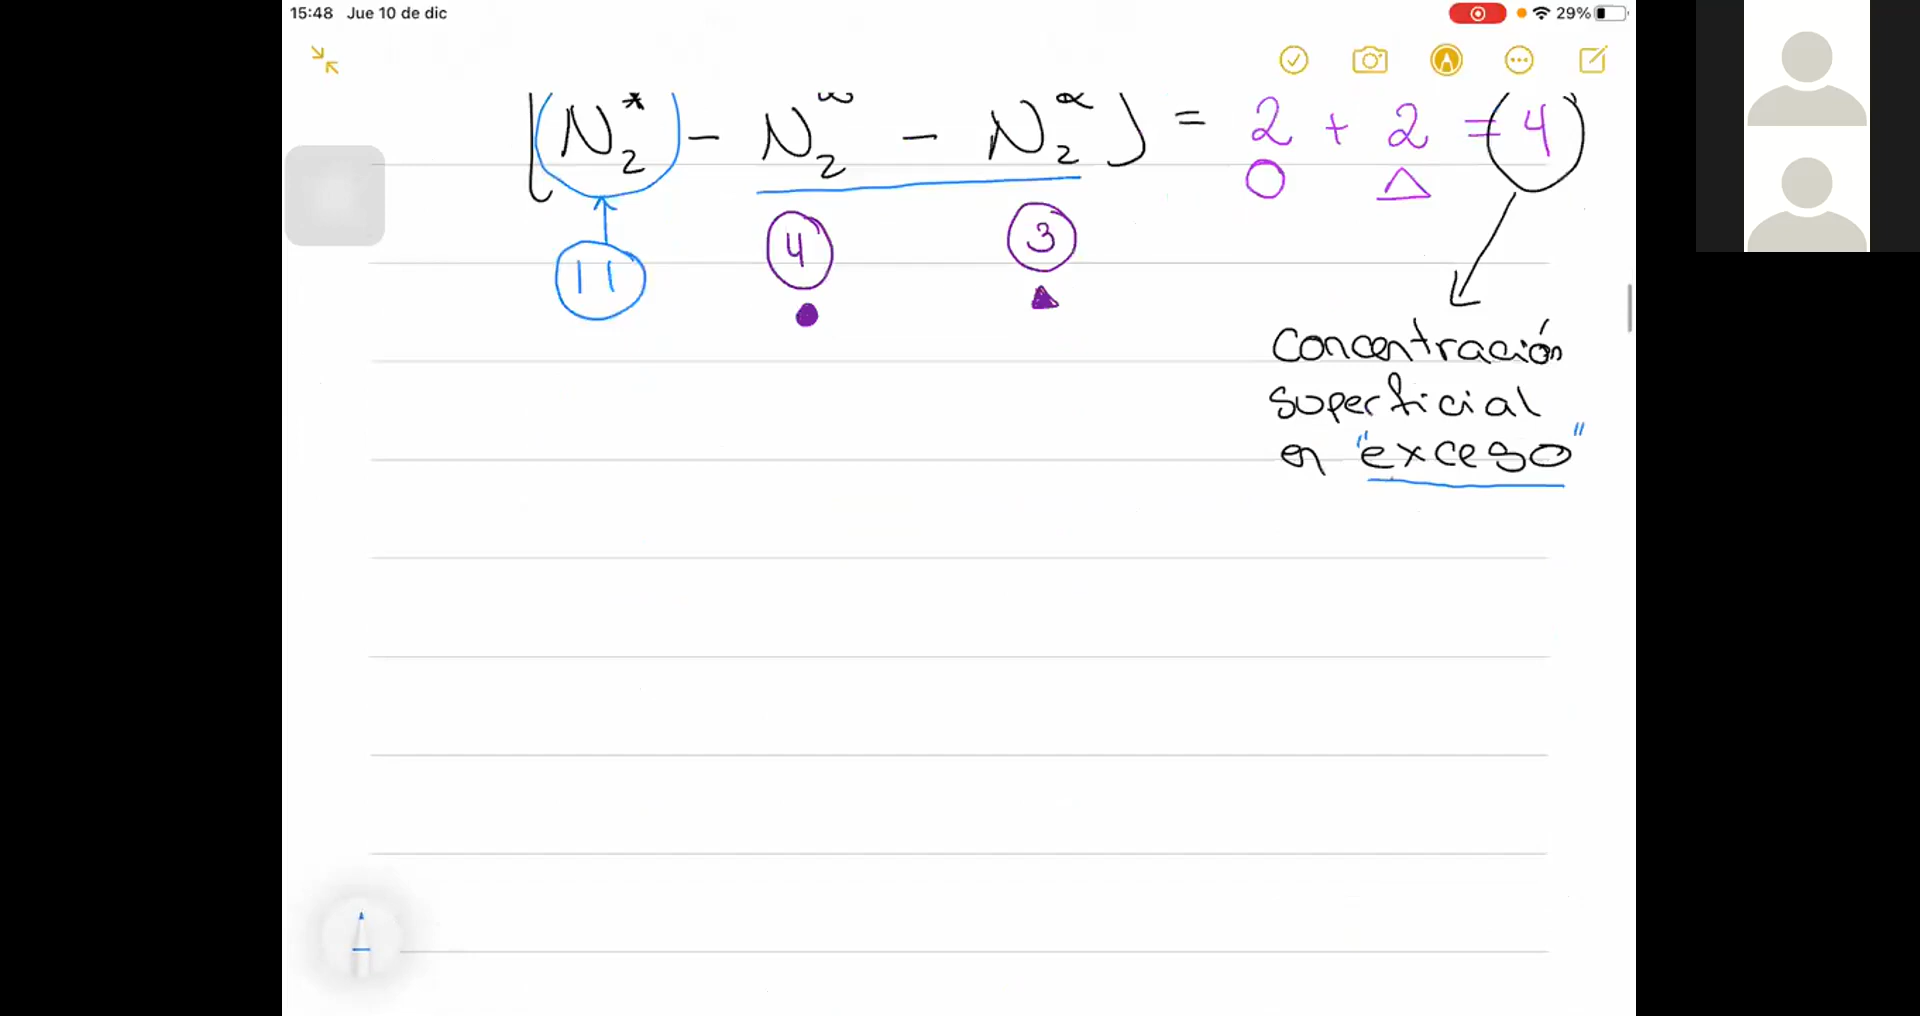 15:48 Jue 10 de dic 29%
[N₂* - N₂^∞ - N₂^α] = 2 + 2 = 4
11 4 3
Concentración
superficial
en "exceso"